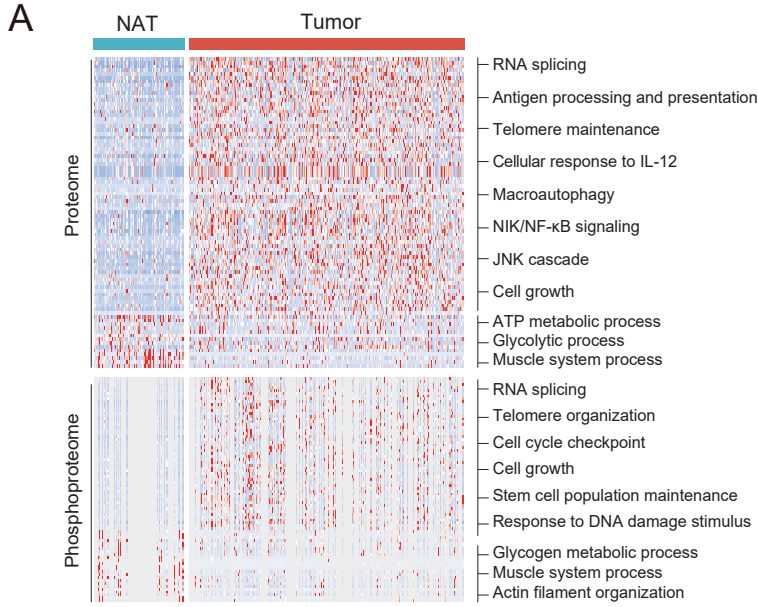 A
NAT
Tumor
Proteome
RNA splicing
Antigen processing and presentation
Telomere maintenance
Cellular response to IL-12
Macroautophagy
NIK/NF-κB signaling
JNK cascade
Cell growth
ATP metabolic process
Glycolytic process
Muscle system process
Phosphoproteome
RNA splicing
Telomere organization
Cell cycle checkpoint
Cell growth
Stem cell population maintenance
Response to DNA damage stimulus
Glycogen metabolic process
Muscle system process
Actin filament organization